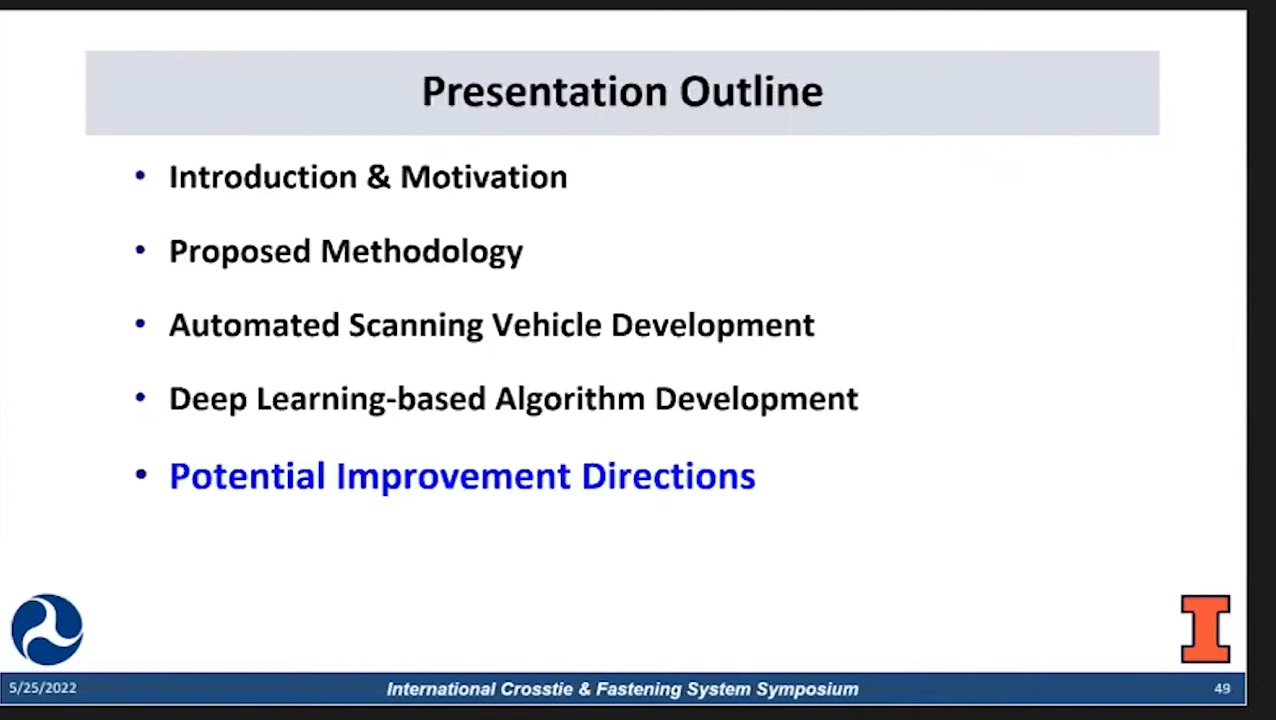 Presentation Outline
• Introduction & Motivation
• Proposed Methodology
• Automated Scanning Vehicle Development
• Deep Learning-based Algorithm Development
• Potential Improvement Directions
I
5/25/2022 International Crosstie & Fastening System Symposium 49